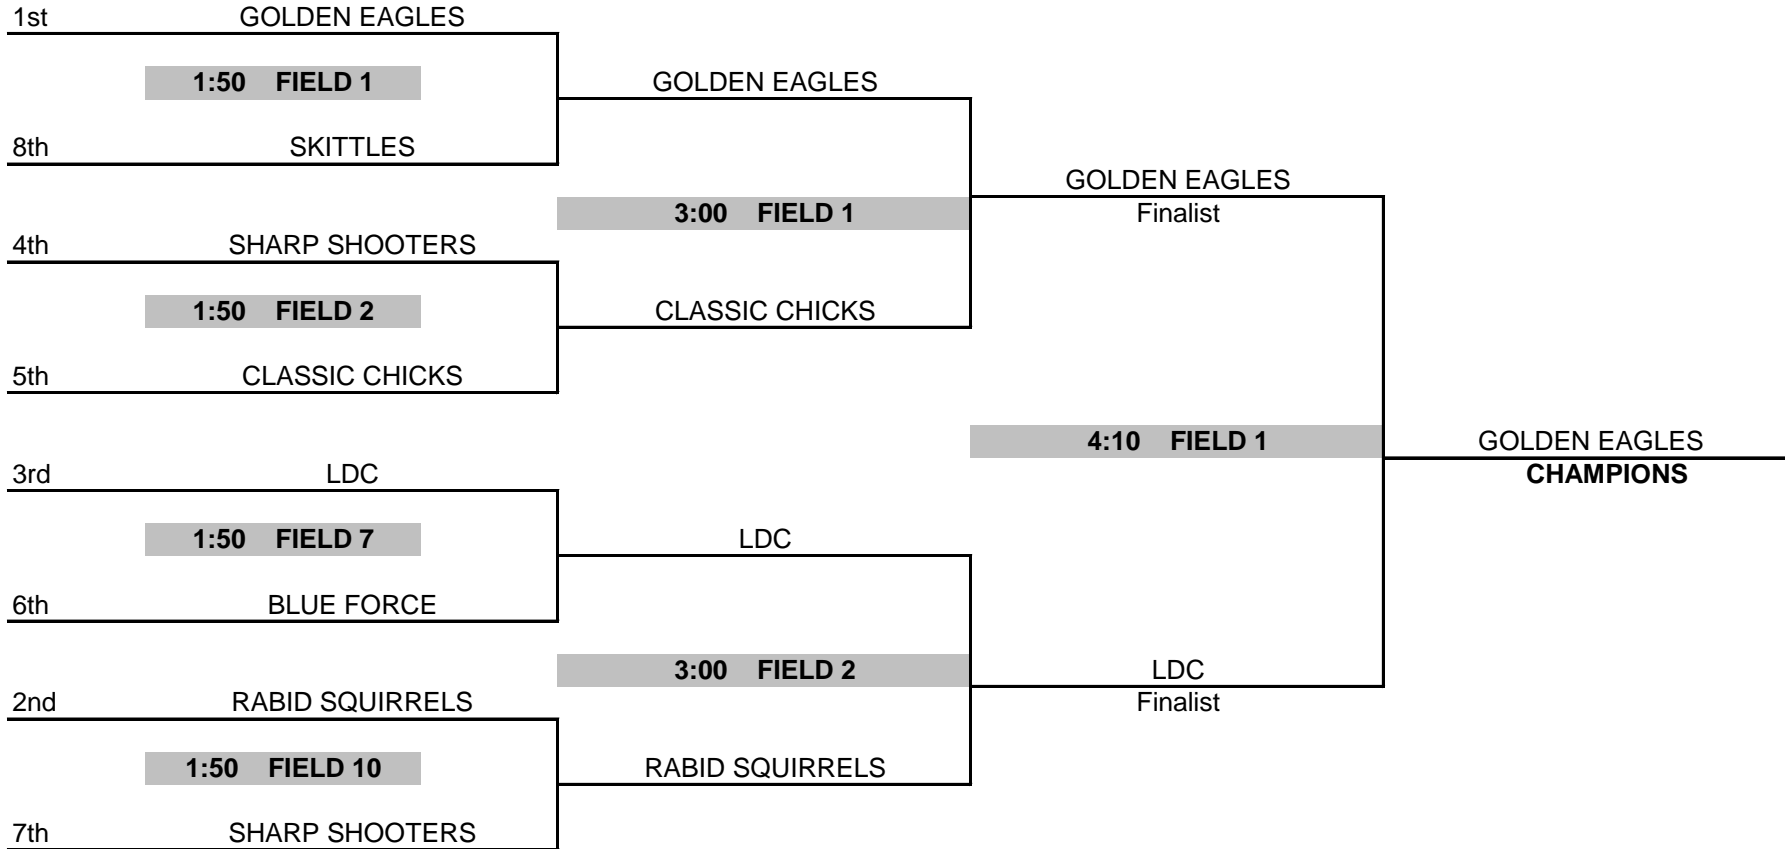 1st GOLDEN EAGLES
1:50 FIELD 1 GOLDEN EAGLES
8th SKITTLES
GOLDEN EAGLES
3:00 FIELD 1 Finalist
4th SHARP SHOOTERS
1:50 FIELD 2 CLASSIC CHICKS
5th CLASSIC CHICKS
4:10 FIELD 1 GOLDEN EAGLES
3rd LDC CHAMPIONS
1:50 FIELD 7 LDC
6th BLUE FORCE
3:00 FIELD 2 LDC
2nd RABID SQUIRRELS Finalist
1:50 FIELD 10 RABID SQUIRRELS
7th SHARP SHOOTERS